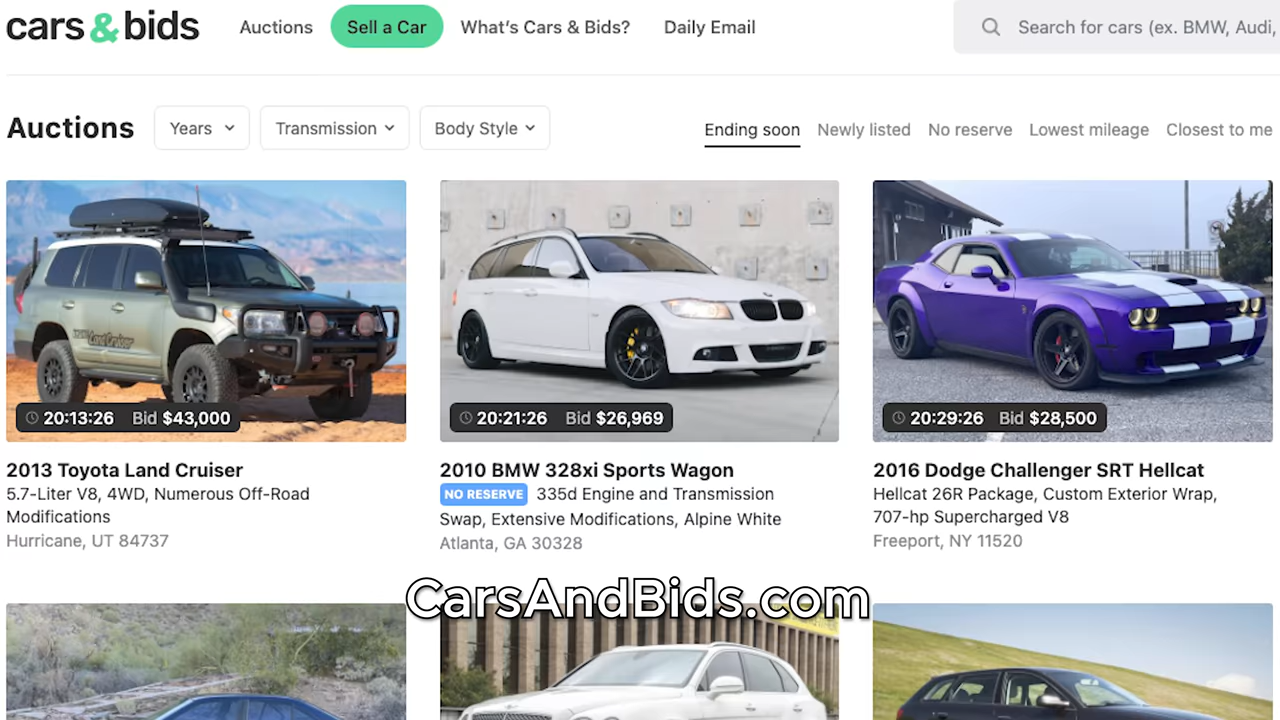 cars & bids
Auctions
Sell a Car
What's Cars & Bids?
Daily Email
Search for cars (ex. BMW, Audi,
Auctions
Years
Transmission
Body Style
Ending soon
Newly listed
No reserve
Lowest mileage
Closest to me
20:13:26 Bid $43,000
20:21:26 Bid $26,969
20:29:26 Bid $28,500
2013 Toyota Land Cruiser
5.7-Liter V8, 4WD, Numerous Off-Road
Modifications
Hurricane, UT 84737
2010 BMW 328xi Sports Wagon
NO RESERVE 335d Engine and Transmission
Swap, Extensive Modifications, Alpine White
Atlanta, GA 30328
2016 Dodge Challenger SRT Hellcat
Hellcat 26R Package, Custom Exterior Wrap,
707-hp Supercharged V8
Freeport, NY 11520
CarsAndBids.com